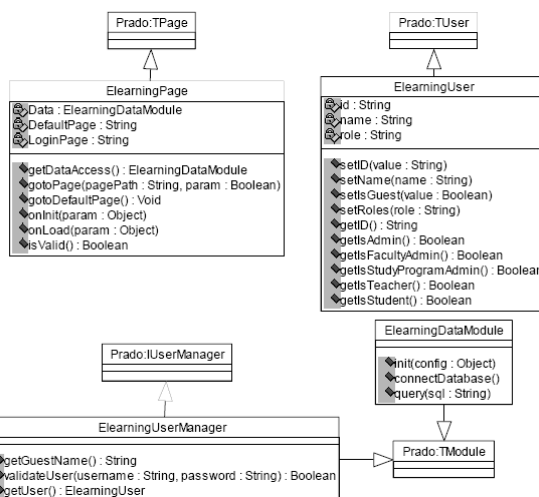 Prado:TPage
ElearningPage
Data : ElearningDataModule
DefaultPage : String
LoginPage : String
getDataAccess() : ElearningDataModule
gotoPage(pagePath : String, param : Boolean)
gotoDefaultPage() : Void
onInit(param : Object)
onLoad(param : Object)
isValid() : Boolean
Prado:TUser
ElearningUser
id : String
name : String
role : String
setID(value : String)
setName(name : String)
setIsGuest(value : Boolean)
setRoles(role : String)
getID() : String
getIsAdmin() : Boolean
getIsFacultyAdmin() : Boolean
getIsStudyProgramAdmin() : Boolean
getIsTeacher() : Boolean
getIsStudent() : Boolean
ElearningDataModule
init(config : Object)
connectDatabase()
query(sql : String)
Prado:IUserManager
ElearningUserManager
getGuestName() : String
validateUser(username : String, password : String) : Boolean
getUser() : ElearningUser
Prado:TModule